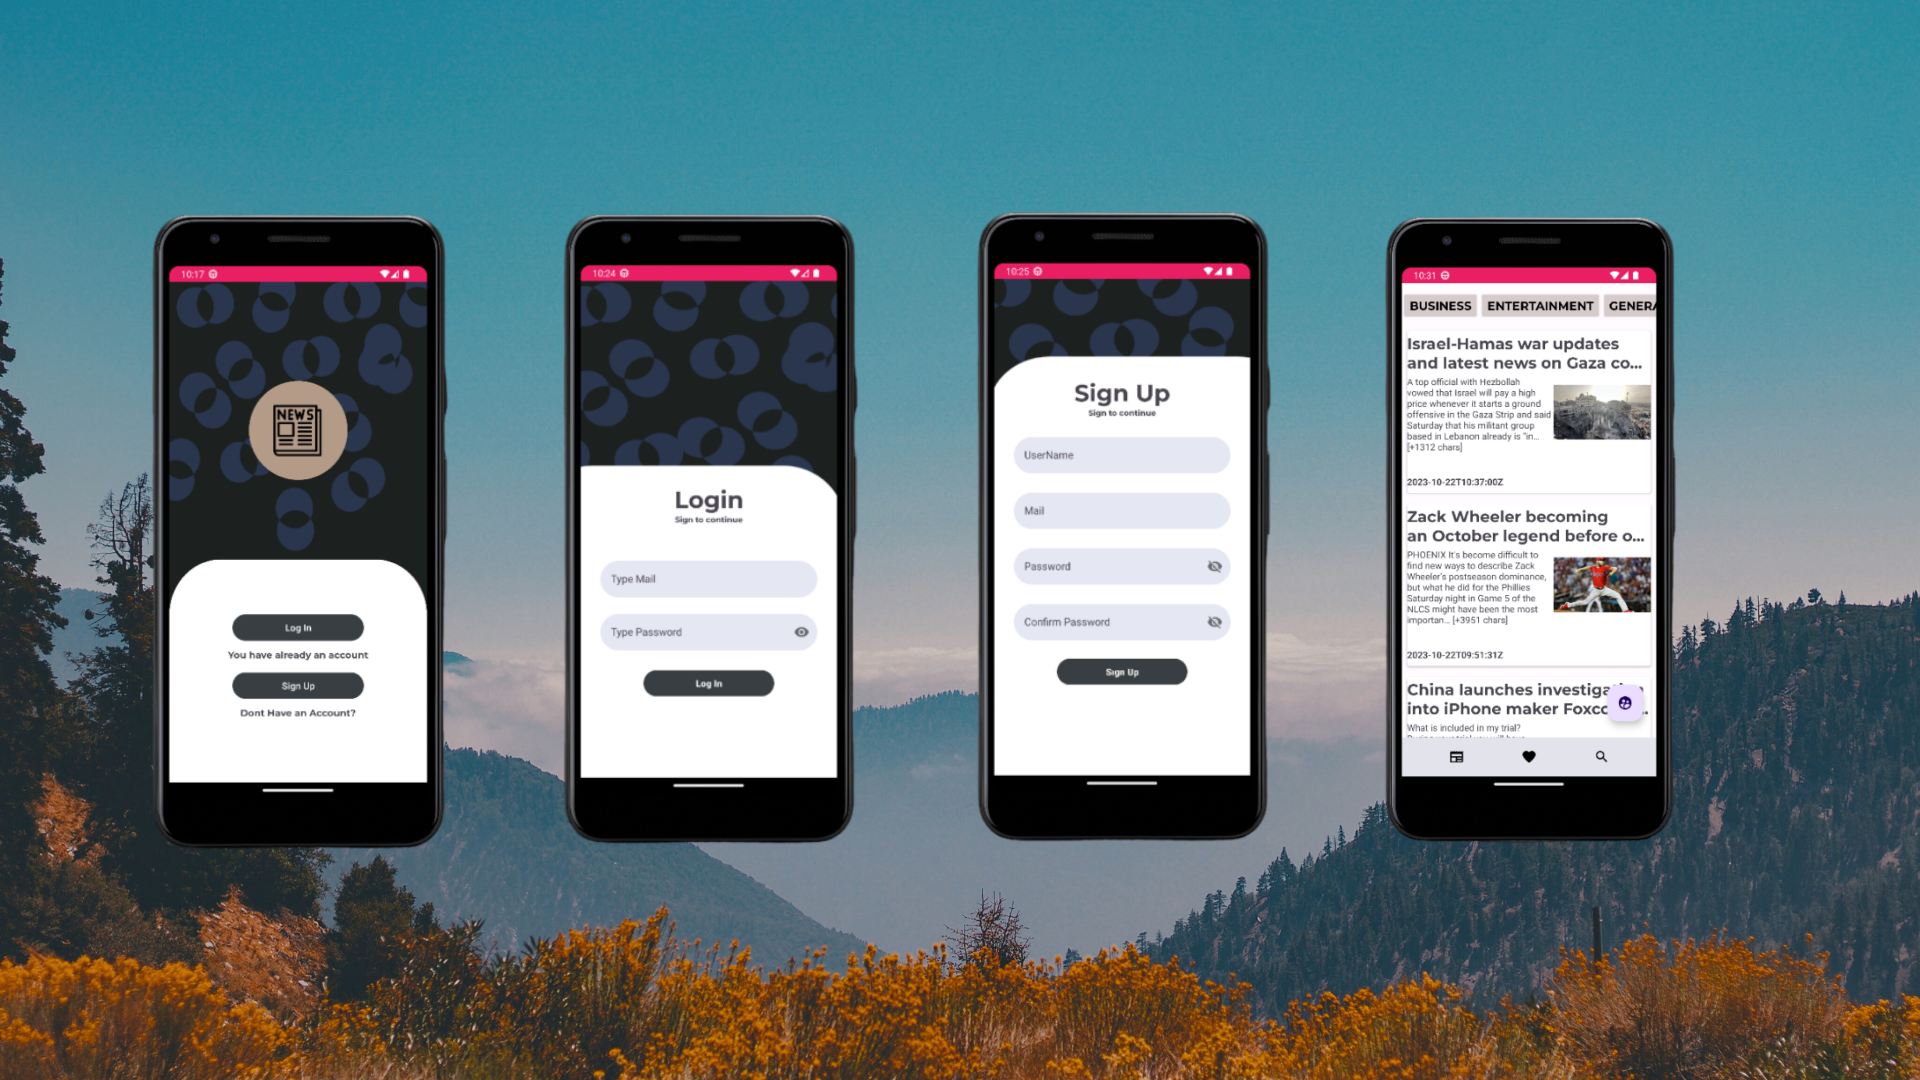 10:17
NEWS
Log In
You have already an account
Sign Up
Dont Have an Account?
10:24
Login
Sign to continue
Type Mail
Type Password
Log In
10:25
Sign Up
Sign to continue
UserName
Mail
Password
Confirm Password
Sign Up
10:31
BUSINESS ENTERTAINMENT GENERA
Israel-Hamas war updates
and latest news on Gaza co...
A top official with Hezbollah
vowed that Israel will pay a high
price whenever it starts a ground
offensive in the Gaza Strip and said
Saturday that his militant group
based in Lebanon already is "in...
[+1312 chars]
2023-10-22T10:37:00Z
Zack Wheeler becoming
an October legend before o...
PHOENIX It's become difficult to
find new ways to describe Zack
Wheeler's postseason dominance,
but what he did for the Phillies
Saturday night in Game 5 of the
NLCS might have been the most
importan... [+3951 chars]
2023-10-22T09:51:31Z
China launches investiga
into iPhone maker Foxc
What is included in my trial?